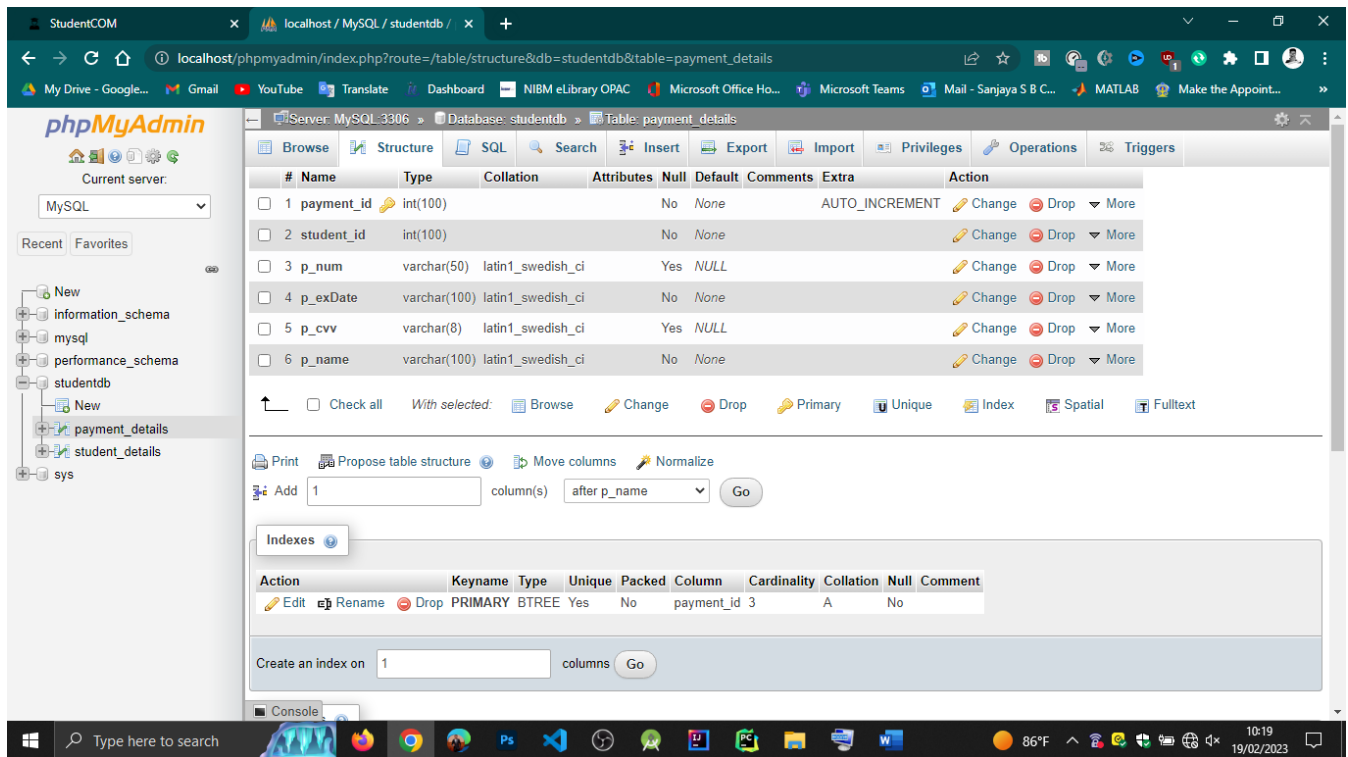 StudentCOM
localhost / MySQL / studentdb /
localhost/phpmyadmin/index.php?route=/table/structure&db=studentdb&table=payment_details
My Drive - Google... Gmail YouTube Translate Dashboard NIBM eLibrary OPAC Microsoft Office Ho... Microsoft Teams Mail - Sanjaya S B C... MATLAB Make the Appoint... »
phpMyAdmin
Current server:
MySQL
Recent Favorites
New
information_schema
mysql
performance_schema
studentdb
New
payment_details
student_details
sys
Server: MySQL:3306 » Database: studentdb » Table: payment_details
Browse Structure SQL Search Insert Export Import Privileges Operations Triggers
# Name Type Collation Attributes Null Default Comments Extra Action
1 payment_id int(100) No None AUTO_INCREMENT Change Drop More
2 student_id int(100) No None Change Drop More
3 p_num varchar(50) latin1_swedish_ci Yes NULL Change Drop More
4 p_exDate varchar(100) latin1_swedish_ci No None Change Drop More
5 p_cvv varchar(8) latin1_swedish_ci Yes NULL Change Drop More
6 p_name varchar(100) latin1_swedish_ci No None Change Drop More
Check all With selected: Browse Change Drop Primary Unique Index Spatial Fulltext
Print Propose table structure Move columns Normalize
Add 1 column(s) after p_name Go
Indexes
Action Keyname Type Unique Packed Column Cardinality Collation Null Comment
Edit Rename Drop PRIMARY BTREE Yes No payment_id 3 A No
Create an index on 1 columns Go
Console
Type here to search
Ps
86°F
10:19
19/02/2023